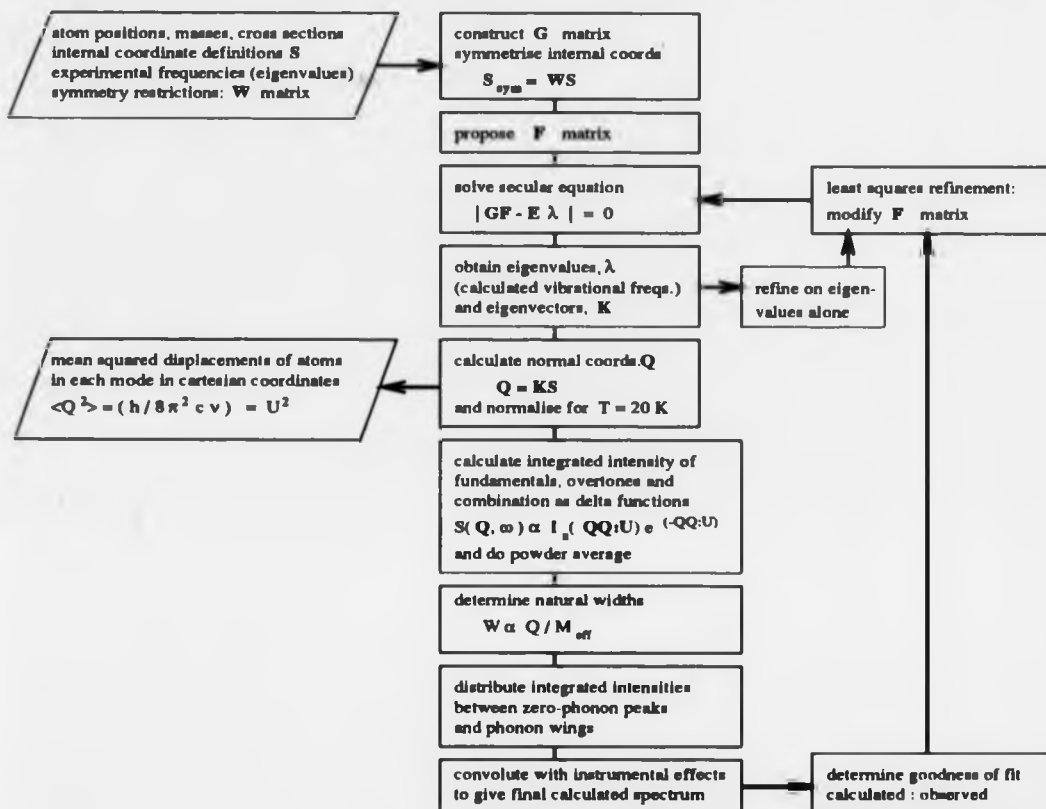 atom positions, masses, cross sections
internal coordinate definitions S
experimental frequencies (eigenvalues)
symmetry restrictions: W matrix
construct G matrix
symmetrise internal coords
S_sym = WS
propose F matrix
solve secular equation
| GF - E λ | = 0
least squares refinement:
modify F matrix
obtain eigenvalues, λ
(calculated vibrational freqs.)
and eigenvectors, K
refine on eigen-
values alone
mean squared displacements of atoms
in each mode in cartesian coordinates
<Q²> = ( h / 8 π² c ν ) = U²
calculate normal coords.Q
Q = KS
and normalise for T = 20 K
calculate integrated intensity of
fundamentals, overtones and
combination as delta functions
S( Q, ω ) α I_n( QQ:U) e^(-QQ:U)
and do powder average
determine natural widths
W α Q / M_eff
distribute integrated intensities
between zero-phonon peaks
and phonon wings
convolute with instrumental effects
to give final calculated spectrum
determine goodness of fit
calculated : observed